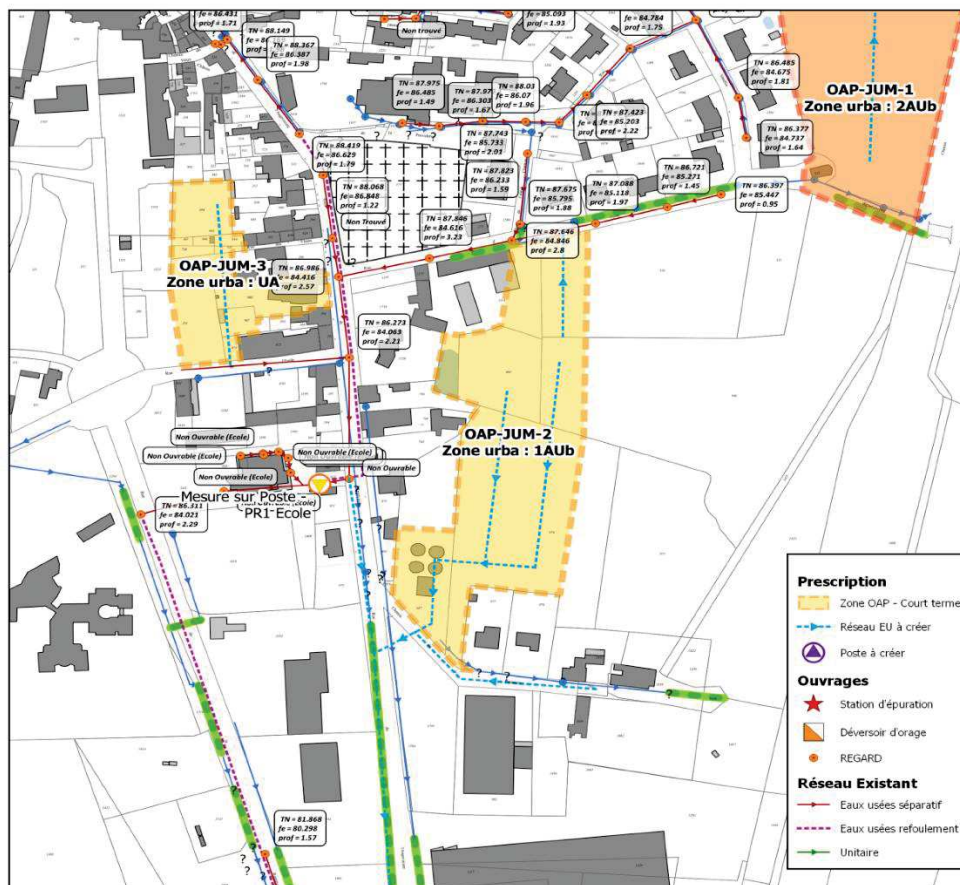 fe = 86.431
prof = 1.71
TN = 88.149
TN = 88.367
fe = 86.387
prof = 1.98
fe = 85.093
prof = 1.93
Non trouvé
fe = 84.784
prof = 1.75
TN = 87.975
fe = 86.485
prof = 1.49
TN = 87.97
fe = 86.303
prof = 1.67
TN = 88.03
fe = 86.07
prof = 1.96
TN = 86.485
fe = 84.675
prof = 1.81
OAP-JUM-1
Zone urba : 2AUb
TN = 87.423
fe = 85.203
prof = 2.22
TN = 87.743
fe = 85.733
prof = 2.01
TN = 86.377
fe = 84.737
prof = 1.64
TN = 88.419
fe = 86.629
prof = 1.79
TN = 87.823
fe = 86.233
prof = 1.59
TN = 86.721
fe = 85.271
prof = 1.45
TN = 88.068
fe = 86.848
prof = 1.22
TN = 87.088
fe = 85.118
prof = 1.97
TN = 86.397
fe = 85.447
prof = 0.95
TN = 87.675
fe = 85.795
prof = 1.88
Non Trouvé
TN = 87.846
fe = 84.616
prof = 3.23
TN = 87.646
fe = 84.846
prof = 2.8
OAP-JUM-3
Zone urba : UA
TN = 86.986
fe = 84.416
prof = 2.57
TN = 86.273
fe = 84.063
prof = 2.21
OAP-JUM-2
Zone urba : 1AUb
Non Ouvrable (Ecole)
Non Ouvrable (Ecole)
Non Ouvrable (Ecole)
Non Ouvrable
Non Ouvrable (Ecole)
Mesure sur Poste -
PR1 Ecole
TN = 86.311
fe = 84.021
prof = 2.29
TN = 81.868
fe = 80.298
prof = 1.57
Prescription
Zone OAP - Court terme
Réseau EU à créer
Poste à créer
Ouvrages
Station d'épuration
Déversoir d'orage
REGARD
Réseau Existant
Eaux usées séparatif
Eaux usées refoulement
Unitaire